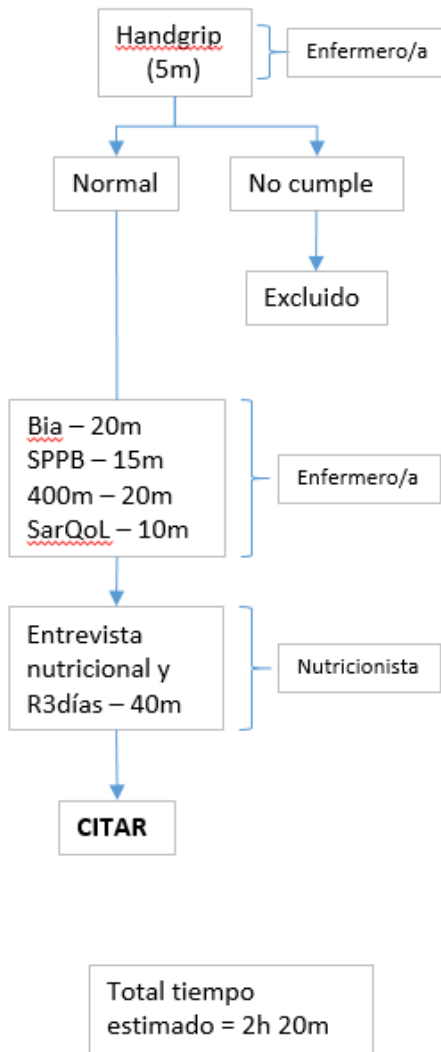 Handgrip
(5m)
Enfermero/a
Normal
No cumple
Excluido
Bia – 20m
SPPB – 15m
400m – 20m
SarQoL – 10m
Enfermero/a
Entrevista
nutricional y
R3días – 40m
Nutricionista
CITAR
Total tiempo
estimado = 2h 20m